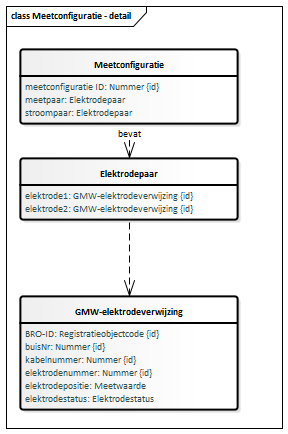 class Meetconfiguratie - detail
Meetconfiguratie
meetconfiguratie ID: Nummer {id}
meetpaar: Elektrodepaar
stroompaar: Elektrodepaar
bevat
Elektrodepaar
elektrode1: GMW-elektrodeverwijzing {id}
elektrode2: GMW-elektrodeverwijzing {id}
GMW-elektrodeverwijzing
BRO-ID: Registratieobjectcode {id}
buisNr: Nummer {id}
kabelnummer: Nummer {id}
elektrodenummer: Nummer {id}
elektrodepositie: Meetwaarde
elektrodestatus: Elektrodestatus